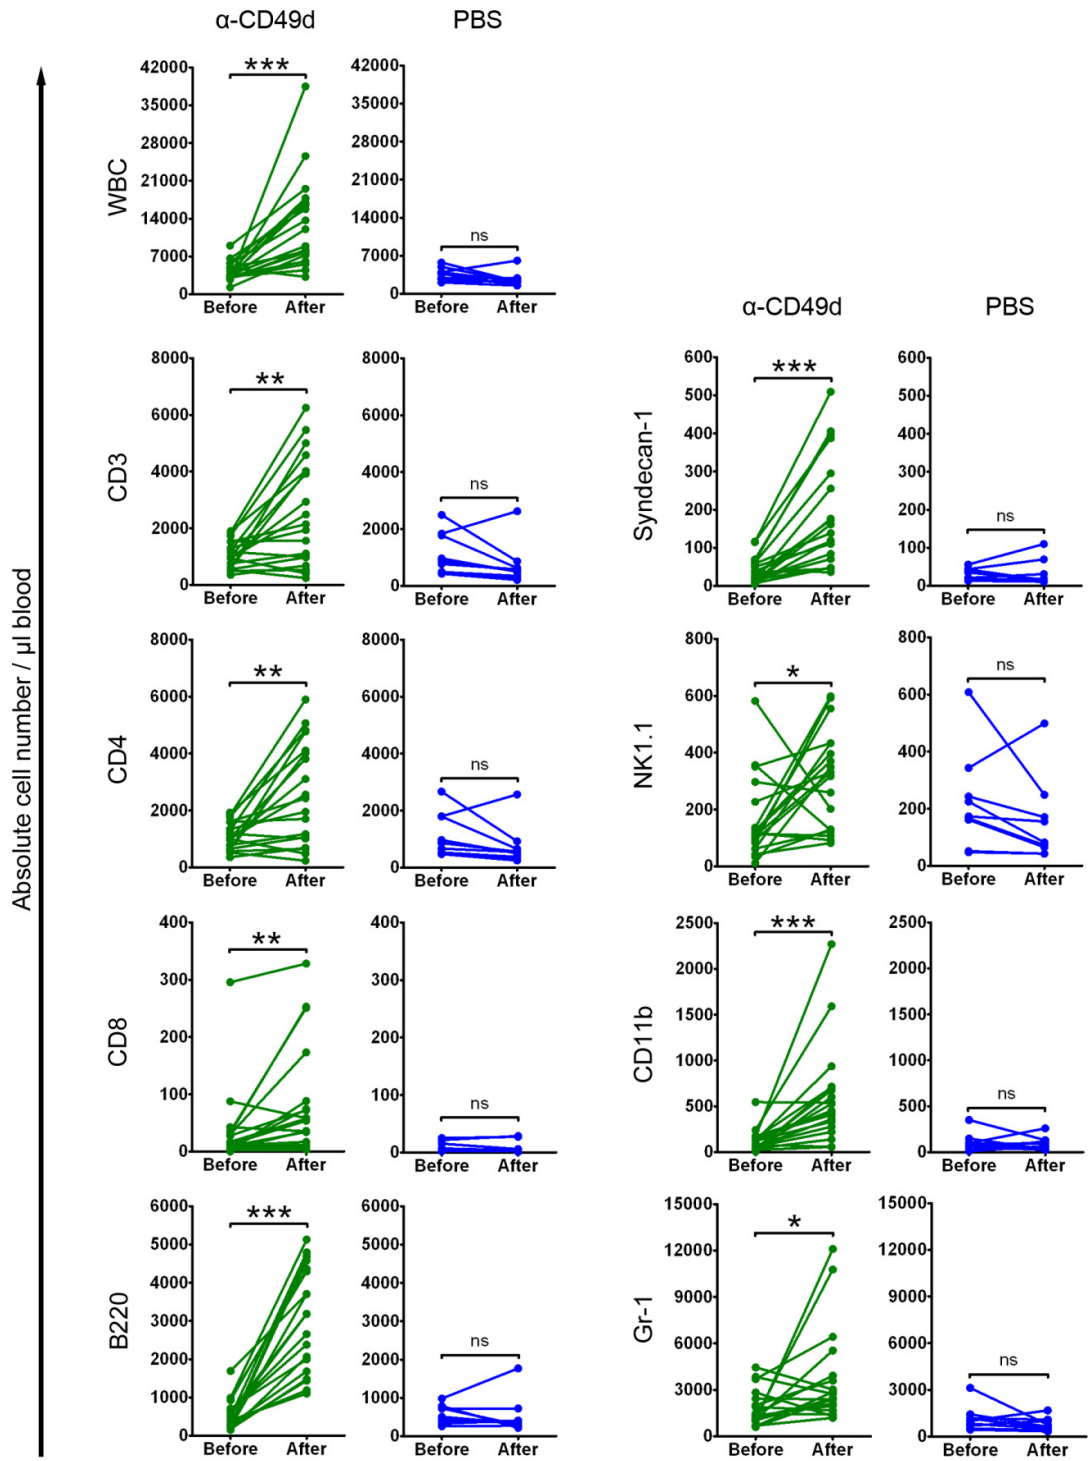 α-CD49d PBS
Absolute cell number / µl blood
WBC
42000 35000 28000 21000 14000 7000 0
***
Before After
42000 35000 28000 21000 14000 7000 0
ns
Before After
CD3
8000 6000 4000 2000 0
**
Before After
8000 6000 4000 2000 0
ns
Before After
CD4
8000 6000 4000 2000 0
**
Before After
8000 6000 4000 2000 0
ns
Before After
CD8
400 300 200 100 0
**
Before After
400 300 200 100 0
ns
Before After
B220
6000 5000 4000 3000 2000 1000 0
***
Before After
6000 5000 4000 3000 2000 1000 0
ns
Before After
α-CD49d PBS
Syndecan-1
600 500 400 300 200 100 0
***
Before After
600 500 400 300 200 100 0
ns
Before After
NK1.1
800 600 400 200 0
*
Before After
800 600 400 200 0
ns
Before After
CD11b
2500 2000 1500 1000 500 0
***
Before After
2500 2000 1500 1000 500 0
ns
Before After
Gr-1
15000 12000 9000 6000 3000 0
*
Before After
15000 12000 9000 6000 3000 0
ns
Before After